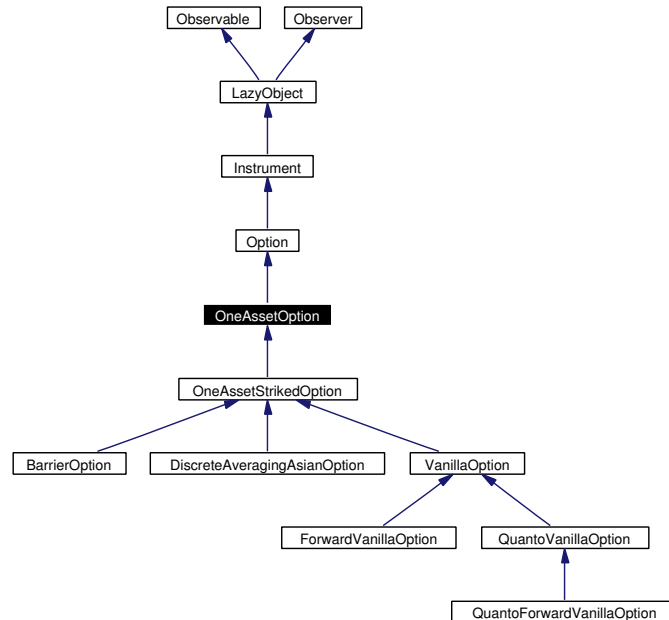 Observable
Observer
LazyObject
Instrument
Option
OneAssetOption
OneAssetStrikedOption
BarrierOption
DiscreteAveragingAsianOption
VanillaOption
ForwardVanillaOption
QuantoVanillaOption
QuantoForwardVanillaOption